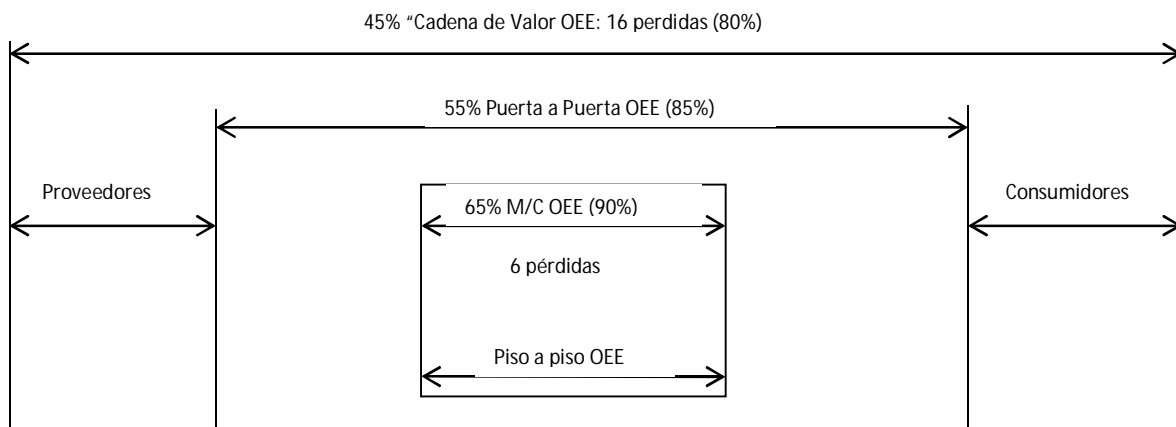 45% “Cadena de Valor OEE: 16 perdidas (80%)
55% Puerta a Puerta OEE (85%)
Proveedores
Consumidores
65% M/C OEE (90%)
6 pérdidas
Piso a piso OEE